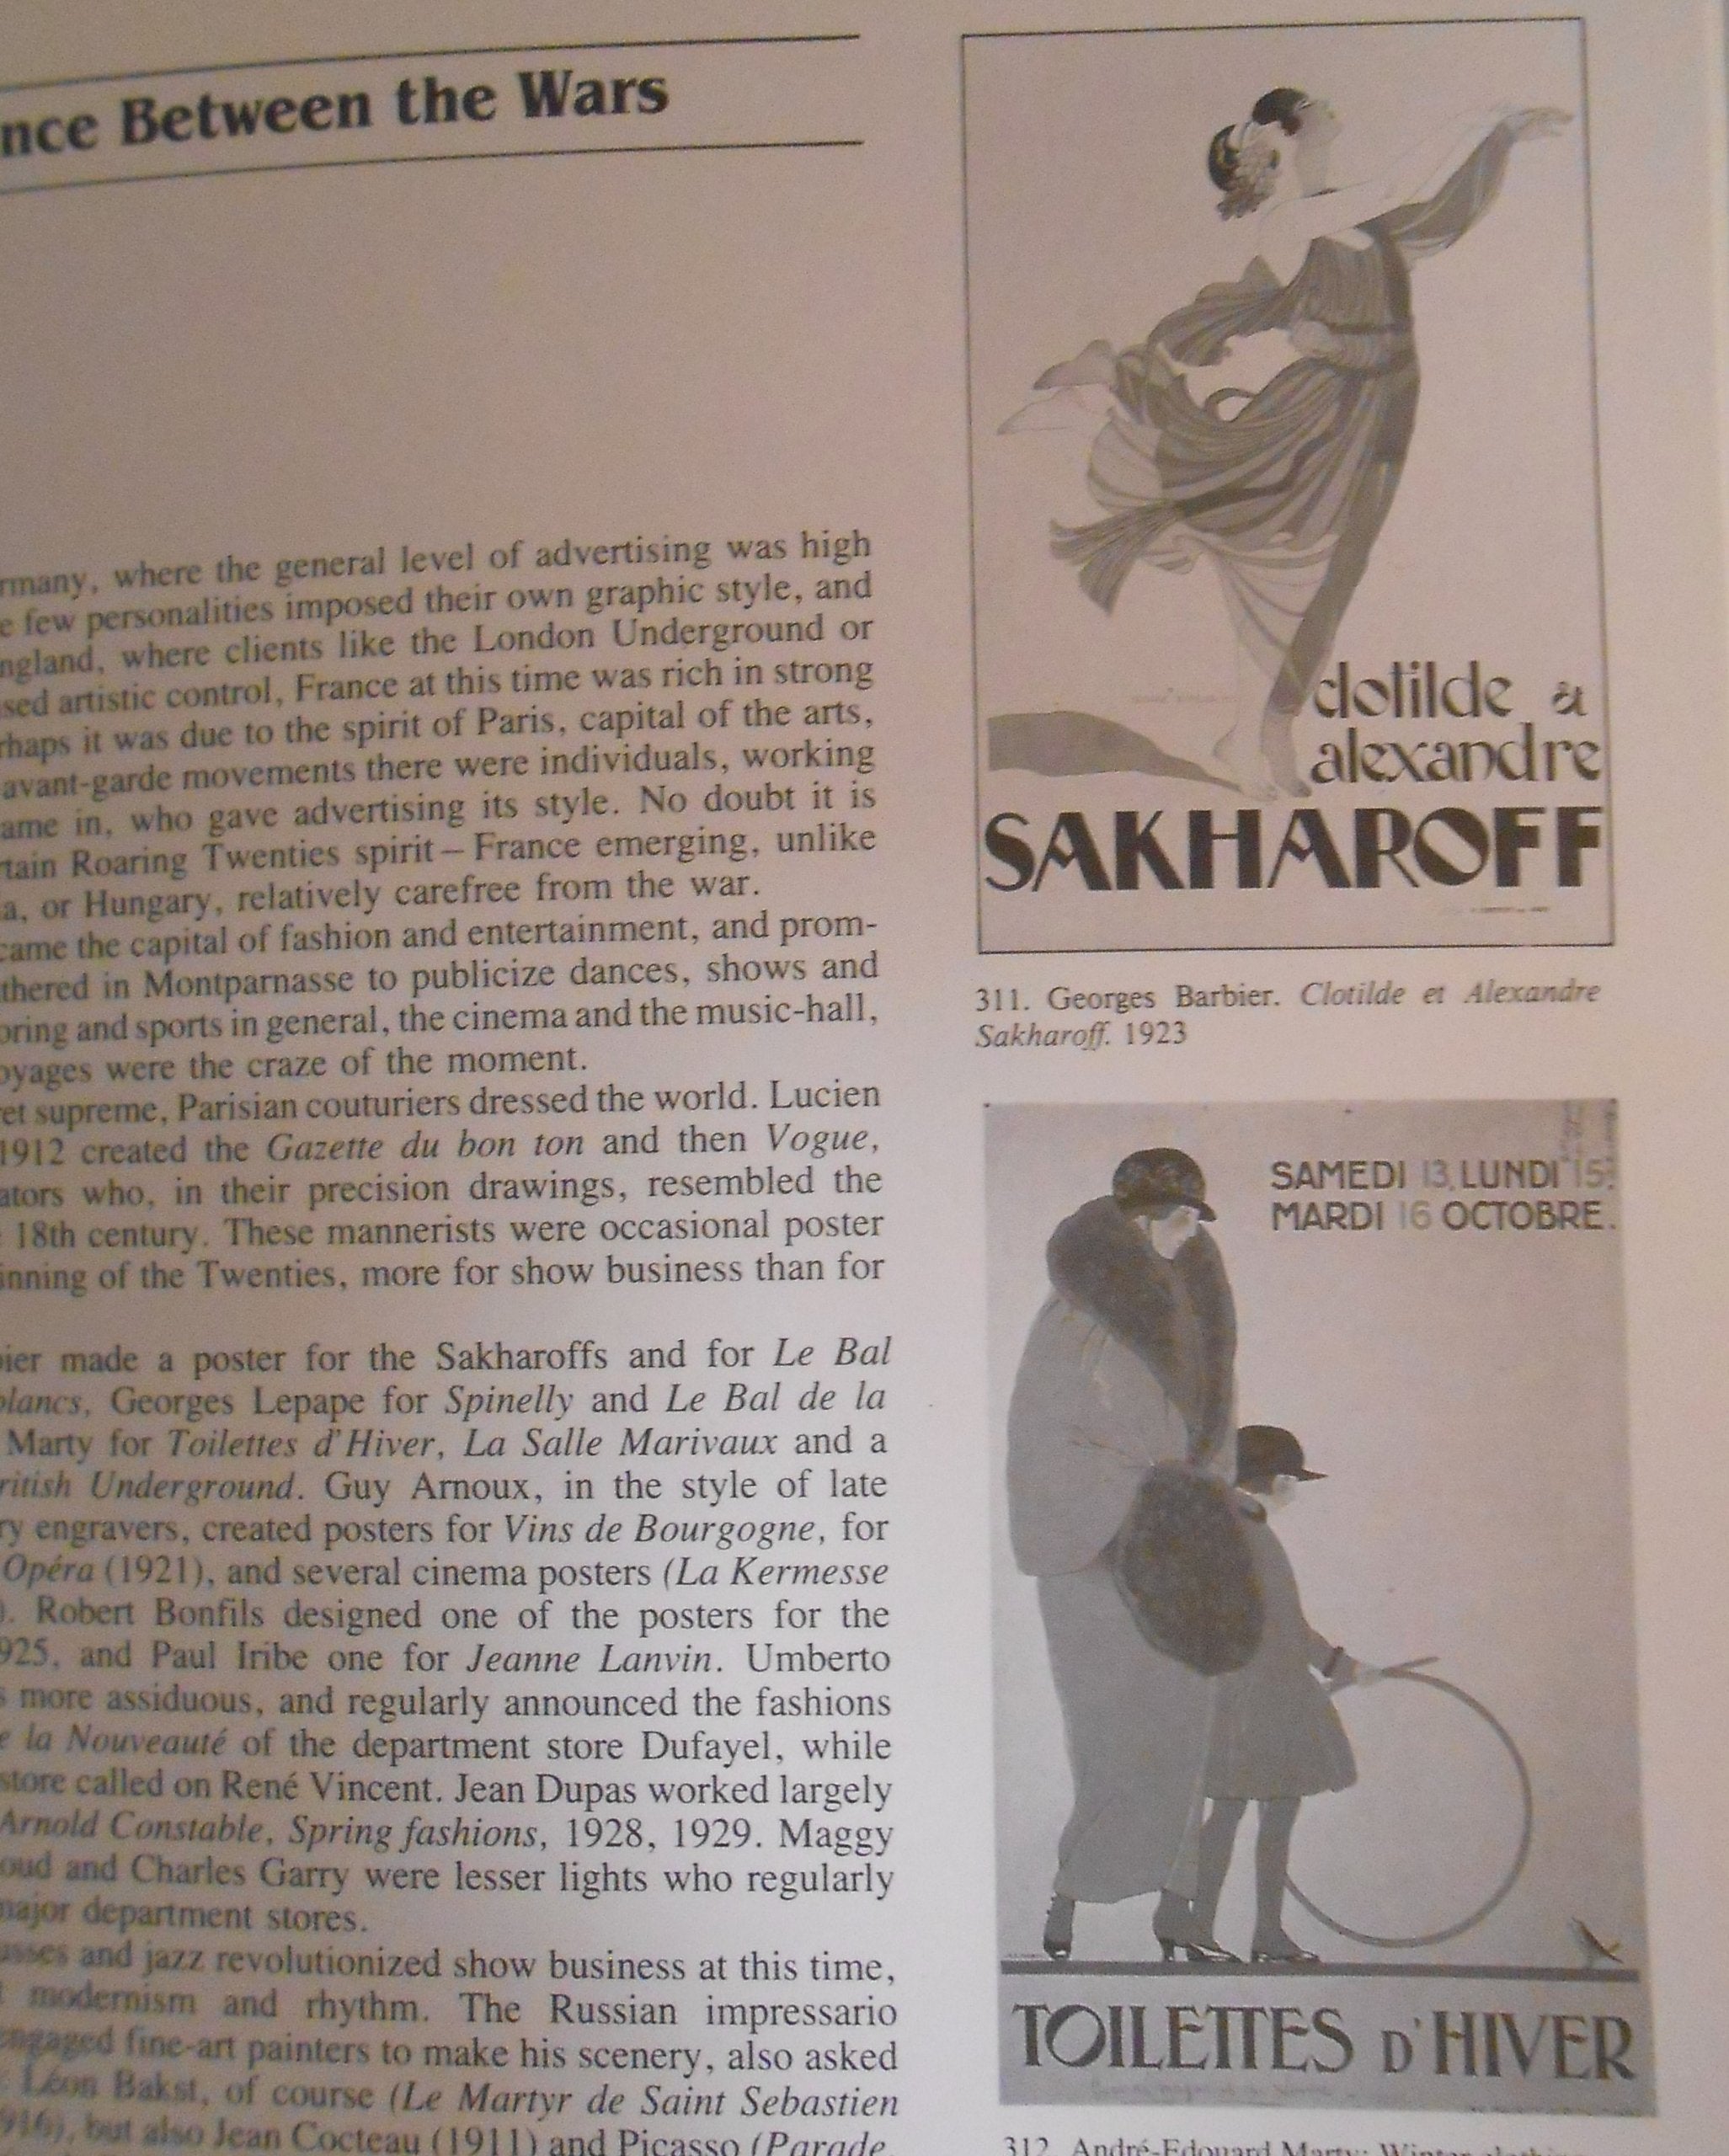 nce Between the Wars
rmany, where the general level of advertising was high
e few personalities imposed their own graphic style, and
ngland, where clients like the London Underground or
sed artistic control, France at this time was rich in strong
rhaps it was due to the spirit of Paris, capital of the arts,
avant-garde movements there were individuals, working
ame in, who gave advertising its style. No doubt it is
rtain Roaring Twenties spirit – France emerging, unlike
a, or Hungary, relatively carefree from the war.
came the capital of fashion and entertainment, and prom-
thered in Montparnasse to publicize dances, shows and
oring and sports in general, the cinema and the music-hall,
oyages were the craze of the moment.
ret supreme, Parisian couturiers dressed the world. Lucien
1912 created the Gazette du bon ton and then Vogue,
ators who, in their precision drawings, resembled the
18th century. These mannerists were occasional poster
inning of the Twenties, more for show business than for
bier made a poster for the Sakharoffs and for Le Bal
blancs, Georges Lepape for Spinelly and Le Bal de la
Marty for Toilettes d'Hiver, La Salle Marivaux and a
ritish Underground. Guy Arnoux, in the style of late
ry engravers, created posters for Vins de Bourgogne, for
Opéra (1921), and several cinema posters (La Kermesse
). Robert Bonfils designed one of the posters for the
925, and Paul Iribe one for Jeanne Lanvin. Umberto
s more assiduous, and regularly announced the fashions
e la Nouveauté of the department store Dufayel, while
store called on René Vincent. Jean Dupas worked largely
Arnold Constable, Spring fashions, 1928, 1929. Maggy
oud and Charles Garry were lesser lights who regularly
major department stores.
usses and jazz revolutionized show business at this time,
modernism and rhythm. The Russian impressario
engaged fine-art painters to make his scenery, also asked
Léon Bakst, of course (Le Martyr de Saint Sebastien
916), but also Jean Cocteau (1911) and Picasso (Parade,
clotilde &
alexandre
SAKHAROFF
311. Georges Barbier. Clotilde et Alexandre
Sakharoff. 1923
SAMEDI 13. LUNDI 15.
MARDI 16 OCTOBRE.
TOILETTES D'HIVER
312. André-Edouard Marty: Winter